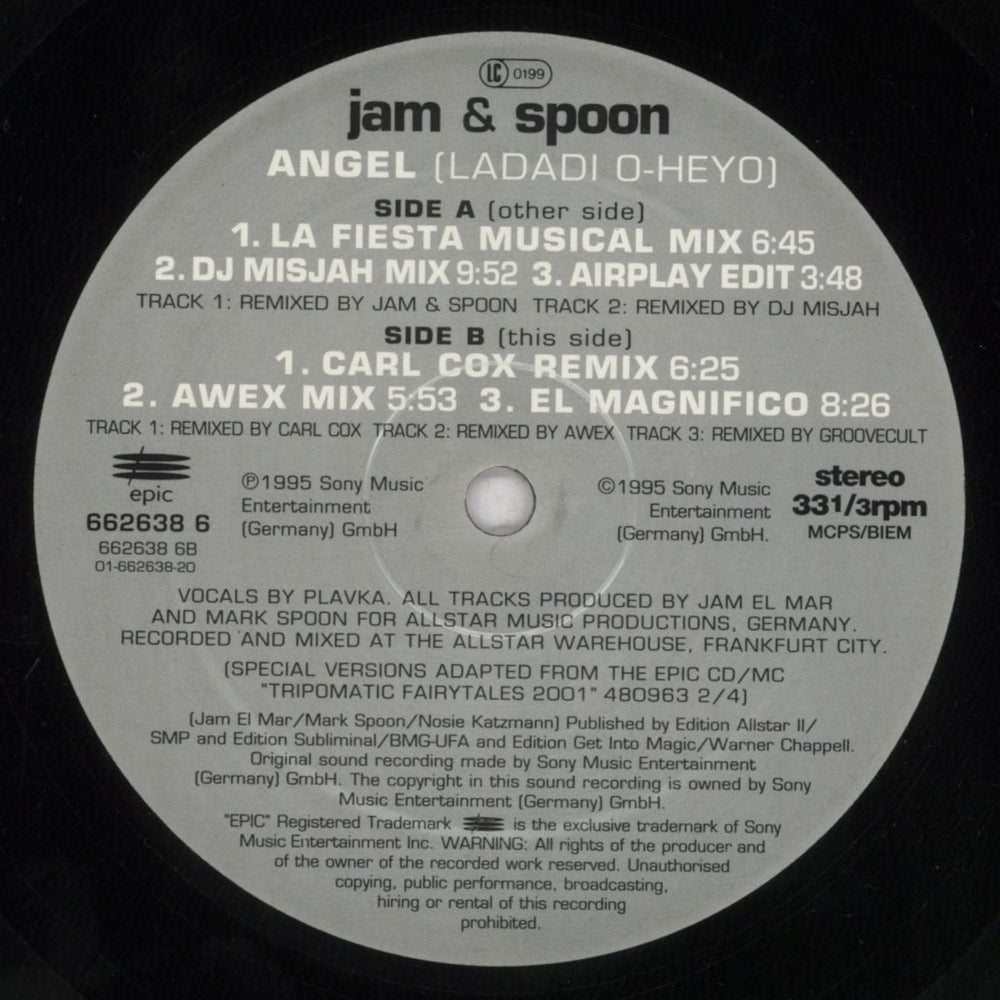 LC 0199
jam & spoon
ANGEL (LADADI O-HEYO)
SIDE A (other side)
1. LA FIESTA MUSICAL MIX 6:45
2. DJ MISJAH MIX 9:52 3. AIRPLAY EDIT 3:48
TRACK 1: REMIXED BY JAM & SPOON TRACK 2: REMIXED BY DJ MISJAH
SIDE B (this side)
1. CARL COX REMIX 6:25
2. AWEX MIX 5:53 3. EL MAGNIFICO 8:26
TRACK 1: REMIXED BY CARL COX TRACK 2: REMIXED BY AWEX TRACK 3: REMIXED BY GROOVECULT
epic
662638 6
662638 6B
01-662638-20
℗1995 Sony Music
Entertainment
(Germany) GmbH
©1995 Sony Music
Entertainment
(Germany) GmbH.
stereo
331/3rpm
MCPS/BIEM
VOCALS BY PLAVKA. ALL TRACKS PRODUCED BY JAM EL MAR
AND MARK SPOON FOR ALLSTAR MUSIC PRODUCTIONS, GERMANY.
RECORDED AND MIXED AT THE ALLSTAR WAREHOUSE, FRANKFURT CITY.
(SPECIAL VERSIONS ADAPTED FROM THE EPIC CD/MC
"TRIPOMATIC FAIRYTALES 2001" 480963 2/4)
(Jam El Mar/Mark Spoon/Nosie Katzmann) Published by Edition Allstar II/
SMP and Edition Subliminal/BMG-UFA and Edition Get Into Magic/Warner Chappell.
Original sound recording made by Sony Music Entertainment
(Germany) GmbH. The copyright in this sound recording is owned by Sony
Music Entertainment (Germany) GmbH.
"EPIC" Registered Trademark is the exclusive trademark of Sony
Music Entertainment Inc. WARNING: All rights of the producer and
of the owner of the recorded work reserved. Unauthorised
copying, public performance, broadcasting,
hiring or rental of this recording
prohibited.